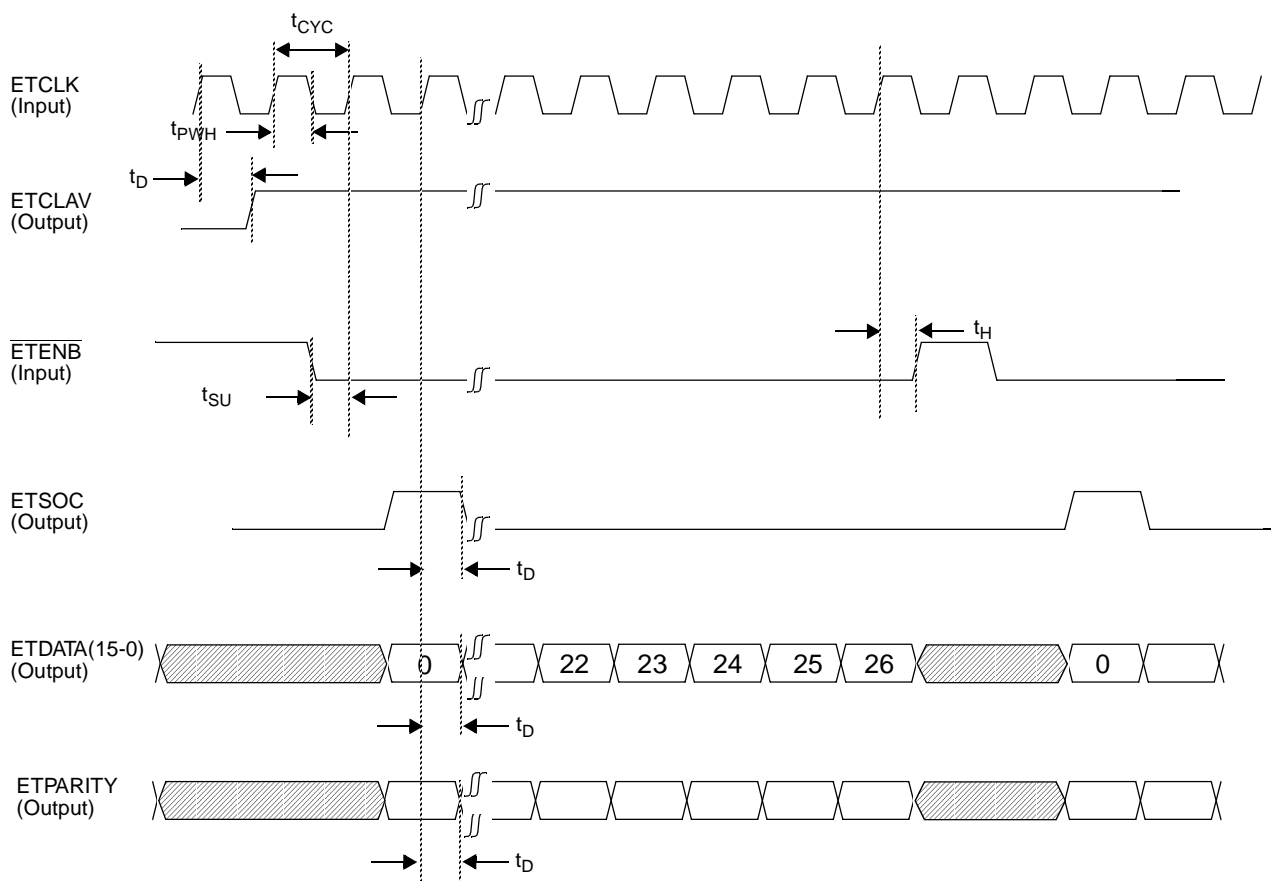 tCYC
ETCLK
(Input)
tPWH
tD
ETCLAV
(Output)
ETENB
(Input)
tH
tSU
ETSOC
(Output)
tD
ETDATA(15-0)
(Output)
0 22 23 24 25 26 0
tD
ETPARITY
(Output)
tD